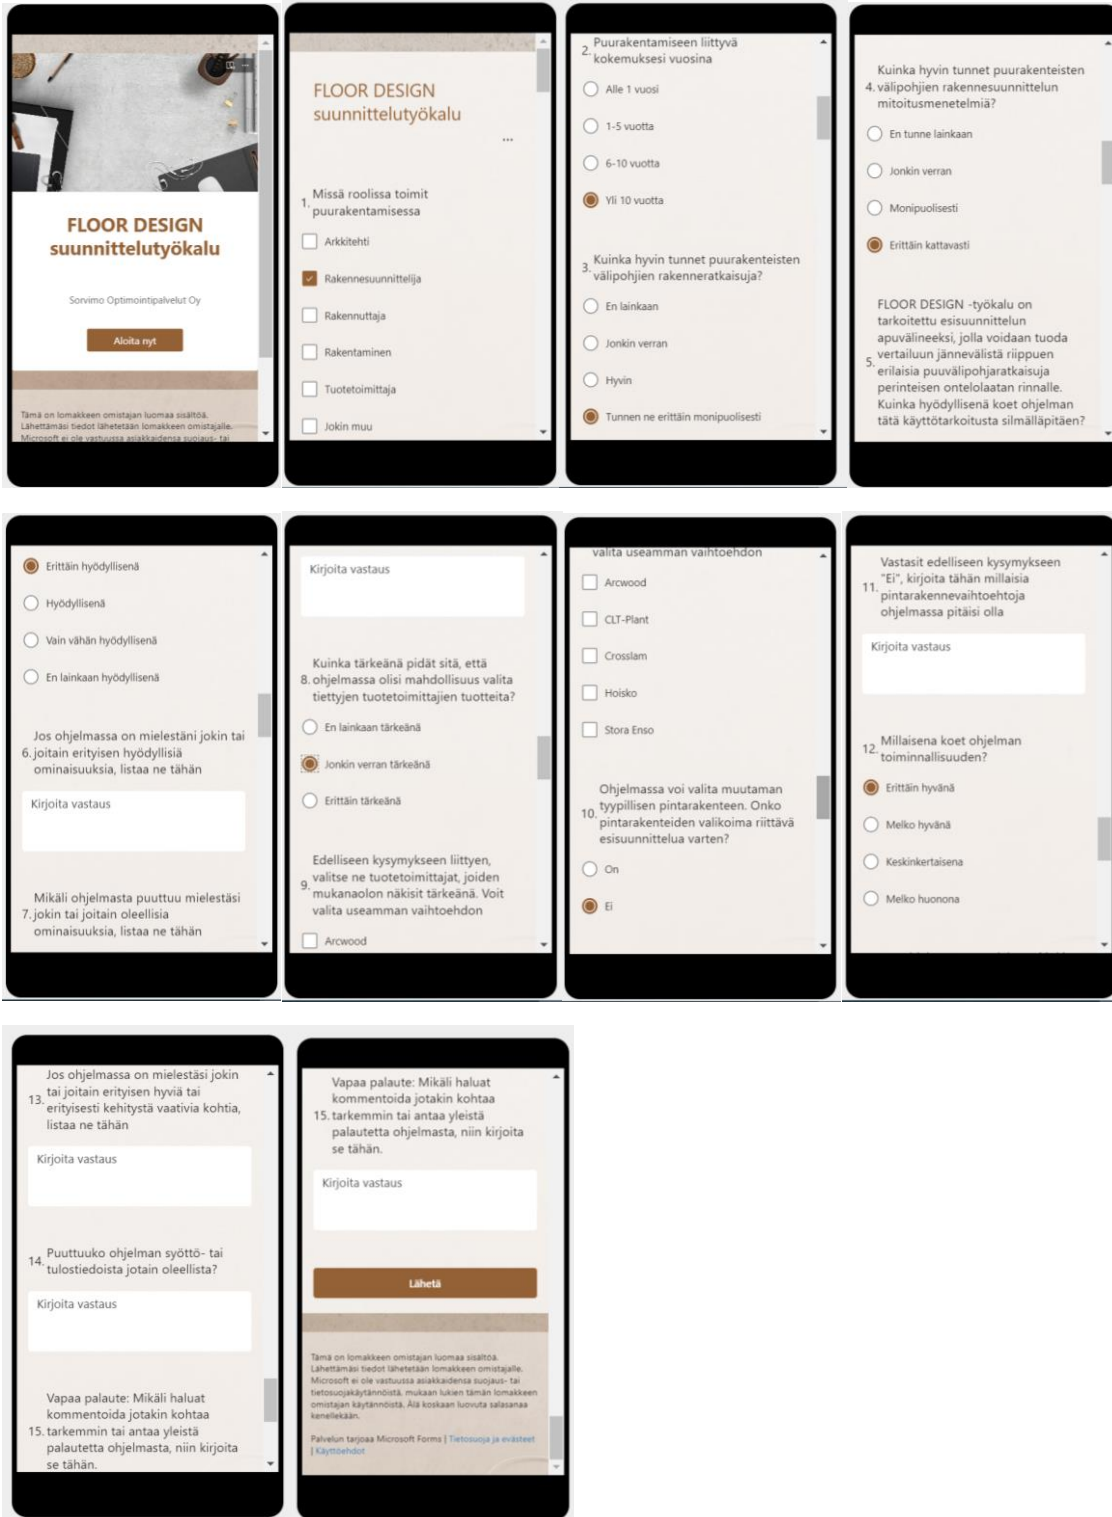 FLOOR DESIGN
suunnittelutyökalu
Sorvimo Optimointipalvelut Oy
Aloita nyt
Tämä on lomakkeen omistajan luomaa sisältöä.
Lähettämäsi tiedot lähetetään lomakkeen omistajalle.
Microsoft ei ole vastuussa asiakkaidensa suojaus- tai
FLOOR DESIGN
suunnittelutyökalu
...
1. Missä roolissa toimit
puurakentamisessa
Arkkitehti
Rakennesuunnittelija
Rakennuttaja
Rakentaminen
Tuotetoimittaja
Jokin muu
2. Puurakentamiseen liittyvä
kokemuksesi vuosina
Alle 1 vuosi
1-5 vuotta
6-10 vuotta
Yli 10 vuotta
3. Kuinka hyvin tunnet puurakenteisten
välipohjien rakenneratkaisuja?
En lainkaan
Jonkin verran
Hyvin
Tunnen ne erittäin monipuolisesti
Kuinka hyvin tunnet puurakenteisten
4. välipohjien rakennesuunnittelun
mitoitusmenetelmiä?
En tunne lainkaan
Jonkin verran
Monipuolisesti
Erittäin kattavasti
FLOOR DESIGN -työkalu on
tarkoitettu esisuunnittelun
apuvälineeksi, jolla voidaan tuoda
vertailuun jännevälistä riippuen
5. erilaisia puuvälipohjaratkaisuja
perinteisen ontelolaatan rinnalle.
Kuinka hyödyllisenä koet ohjelman
tätä käyttötarkoitusta silmälläpitäen?
Erittäin hyödyllisenä
Hyödyllisenä
Vain vähän hyödyllisenä
En lainkaan hyödyllisenä
Jos ohjelmassa on mielestäni jokin tai
6. joitain erityisen hyödyllisiä
ominaisuuksia, listaa ne tähän
Kirjoita vastaus
Mikäli ohjelmasta puuttuu mielestäsi
7. jokin tai joitain oleellisia
ominaisuuksia, listaa ne tähän
Kirjoita vastaus
Kuinka tärkeänä pidät sitä, että
8. ohjelmassa olisi mahdollisuus valita
tiettyjen tuotetoimittajien tuotteita?
En lainkaan tärkeänä
Jonkin verran tärkeänä
Erittäin tärkeänä
Edelliseen kysymykseen liittyen,
valitse ne tuotetoimittajat, joiden
9. mukanaolon näkisit tärkeänä. Voit
valita useamman vaihtoehdon
Arcwood
valita useamman vaihtoehdon
Arcwood
CLT-Plant
Crosslam
Hoisko
Stora Enso
Ohjelmassa voi valita muutaman
10. tyypillisen pintarakenteen. Onko
pintarakenteiden valikoima riittävä
esisuunnittelua varten?
On
Ei
Vastasit edelliseen kysymykseen
11. "Ei", kirjoita tähän millaisia
pintarakennevaihtoehtoja
ohjelmassa pitäisi olla
Kirjoita vastaus
12. Millaisena koet ohjelman
toiminnallisuuden?
Erittäin hyvänä
Melko hyvänä
Keskinkertaisena
Melko huonona
Jos ohjelmassa on mielestäsi jokin
13. tai joitain erityisen hyviä tai
erityisesti kehitystä vaativia kohtia,
listaa ne tähän
Kirjoita vastaus
14. Puuttuuko ohjelman syöttö- tai
tulostiedoista jotain oleellista?
Kirjoita vastaus
Vapaa palaute: Mikäli haluat
kommentoida jotakin kohtaa
15. tarkemmin tai antaa yleistä
palautetta ohjelmasta, niin kirjoita
se tähän.
Vapaa palaute: Mikäli haluat
kommentoida jotakin kohtaa
15. tarkemmin tai antaa yleistä
palautetta ohjelmasta, niin kirjoita
se tähän.
Kirjoita vastaus
Lähetä
Tämä on lomakkeen omistajan luomaa sisältöä.
Lähettämäsi tiedot lähetetään lomakkeen omistajalle.
Microsoft ei ole vastuussa asiakkaidensa suojaus- tai
tietosuojakäytännöistä, mukaan lukien tämän lomakkeen
omistajan käytännöistä. Älä koskaan luovuta salasanaa
kenellekään.
Palvelun tarjoaa Microsoft Forms | Tietosuoja ja evästeet
| Käyttöehdot